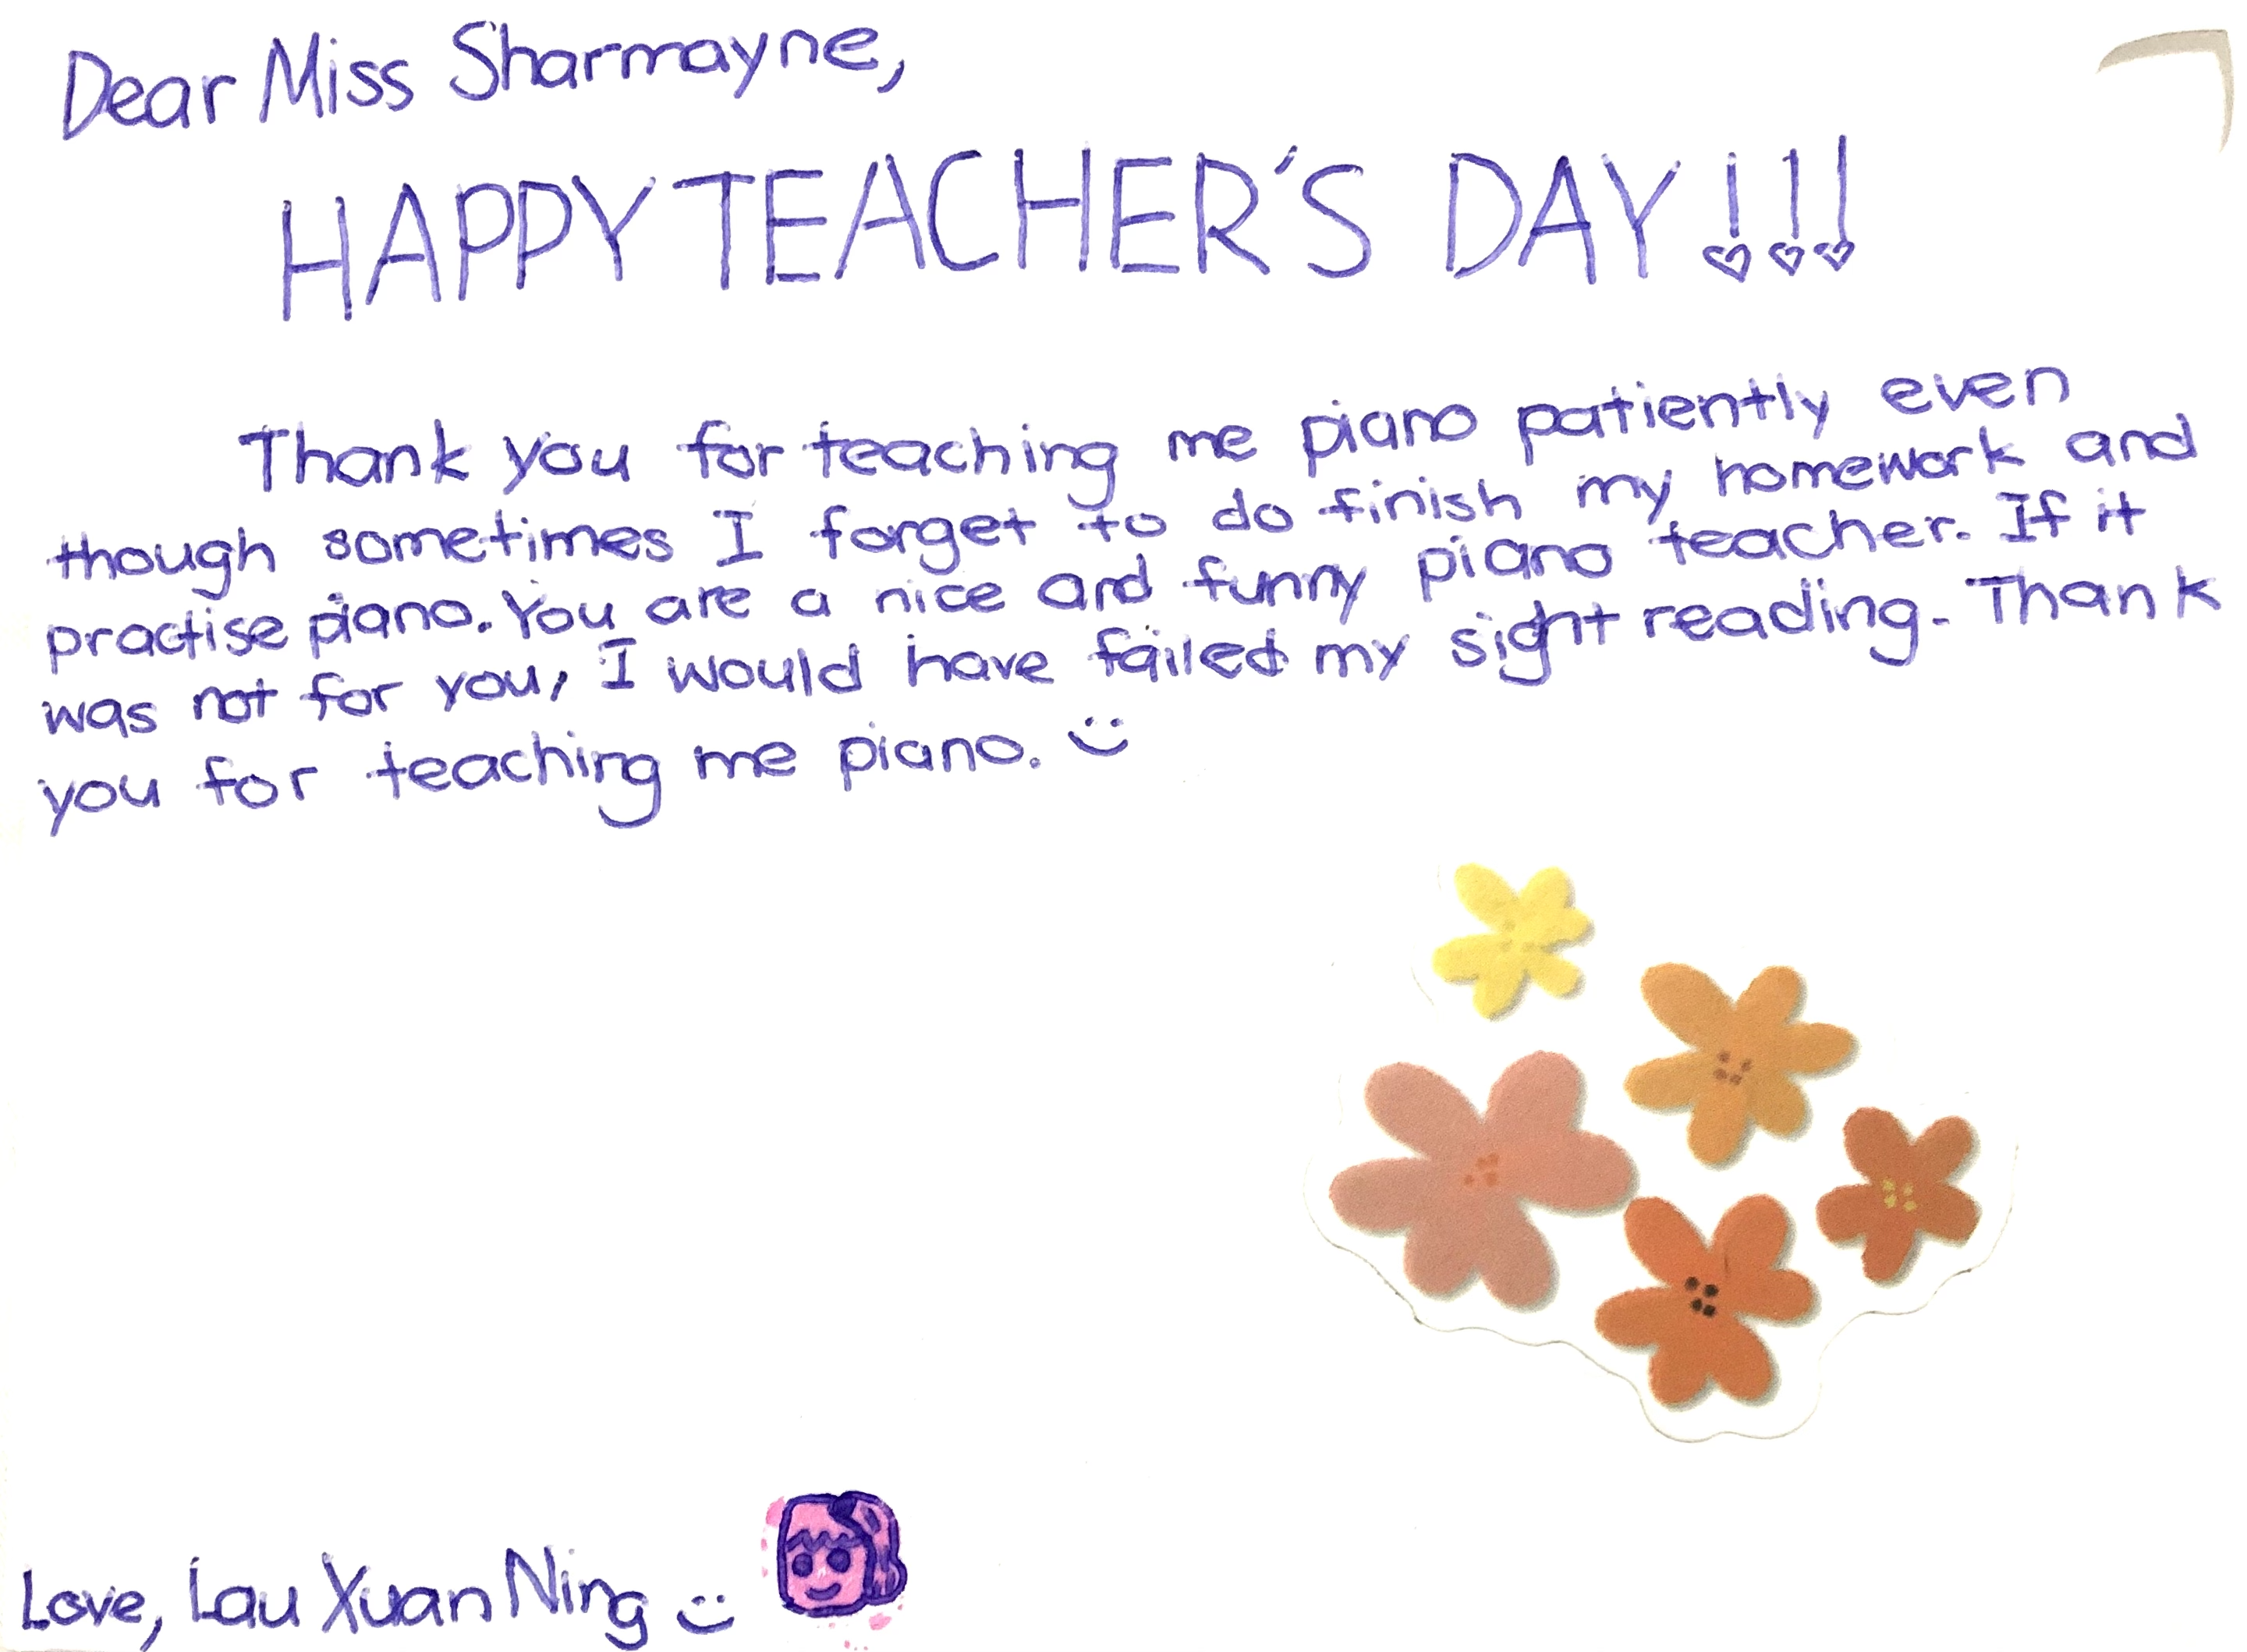 Dear Miss Sharmayne,
HAPPY TEACHER'S DAY!!!
Thank you for teaching me piano patiently even
though sometimes I forget to do finish my homework and
practise piano. You are a nice and funny piano teacher. If it
was not for you, I would have failed my sight reading. Thank
you for teaching me piano. :)
Love, Lau Xuan Ning :)